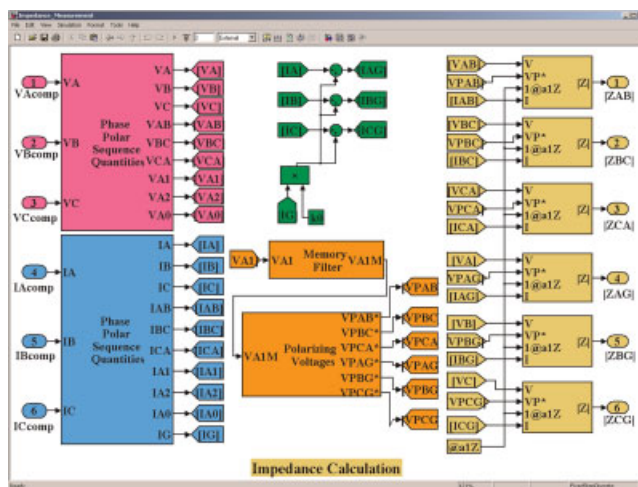 Impedance_Measurement
File Edit View Simulation Format Tools Help
1
VAcomp
2
VBcomp
3
VCcomp
VA
VB
VC
Phase
Polar
Sequence
Quantities
VA
VB
VC
VAB
VBC
VCA
VA1
VA2
VA0
[VA]
[VB]
[VC]
[VAB]
[VBC]
[VCA]
[VA1]
[VA2]
[VA0]
4
IAcomp
5
IBcomp
6
ICcomp
IA
IB
IC
Phase
Polar
Sequence
Quantities
IA
IB
IC
IAB
IBC
ICA
IA1
IA2
IA0
IG
[IA]
[IB]
[IC]
[IAB]
[IBC]
[ICA]
[IA1]
[IA2]
[IA0]
[IG]
[IA]
[IB]
[IC]
[IAG]
[IBG]
[ICG]
×
IG
k0
VA1
VA1
Memory
Filter
VA1M
VA1M
Polarizing
Voltages
VPAB*
VPBC*
VPCA*
VPAG*
VPBG*
VPCG*
[VPAB
[VPBC
[VPCA
[VPAG
[VPBG
[VPCG
[VAB]
VPAB
[IAB]
V
VP*
1@a1Z
I
|Z|
1
|ZAB|
[VBC]
VPBC
[IBC]
V
VP*
1@a1Z
I
|Z|
2
|ZBC|
[VCA]
VPCA
[ICA]
V
VP*
1@a1Z
I
|Z|
3
|ZCA|
[VA]
VPAG
[IAG]
V
VP*
1@a1Z
I
|Z|
4
|ZAG|
[VB]
VPBG
[IBG]
V
VP*
1@a1Z
I
|Z|
5
|ZBG|
[VC]
VPCG
[ICG]
V
VP*
1@a1Z
I
|Z|
6
|ZCG|
@a1Z
Impedance Calculation
Ready